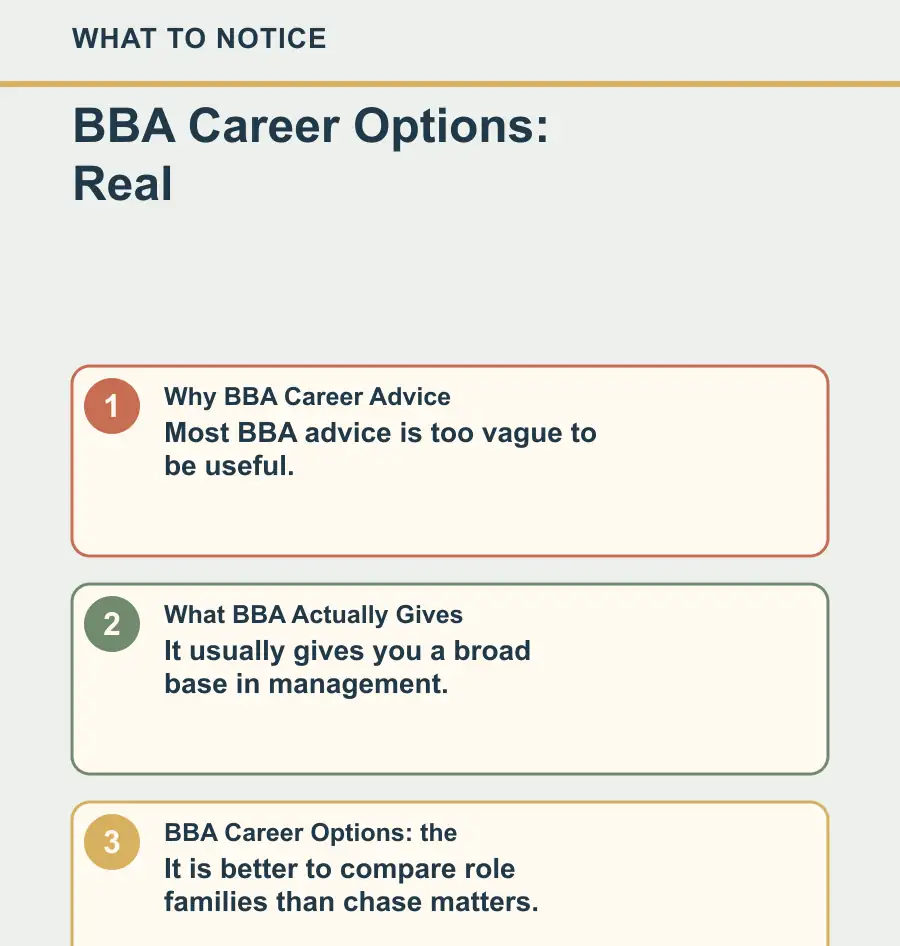 WHAT TO NOTICE
BBA Career Options:
Real
1
Why BBA Career Advice
Most BBA advice is too vague to
be useful.
2
What BBA Actually Gives
It usually gives you a broad
base in management.
3
BBA Career Options: the
It is better to compare role
families than chase matters.